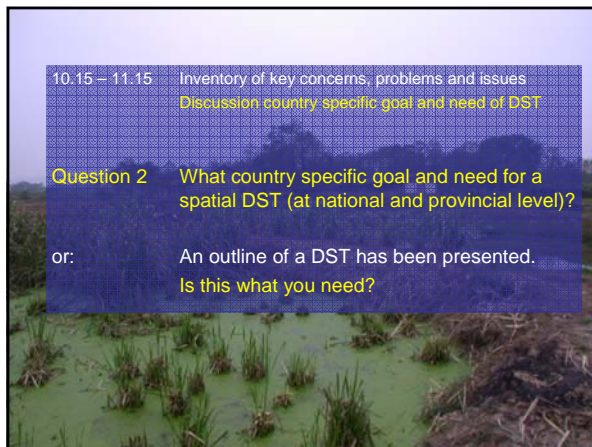 10.15 – 11.15 Inventory of key concerns, problems and issues
Discussion country specific goal and need of DST
Question 2 What country specific goal and need for a
spatial DST (at national and provincial level)?
or: An outline of a DST has been presented.
Is this what you need?